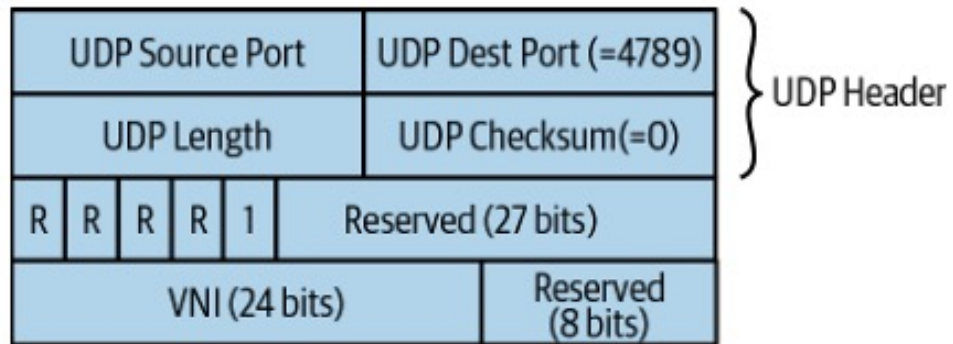 UDP Source Port
UDP Dest Port (=4789)
UDP Header
UDP Length
UDP Checksum(=0)
R
R
R
R
1
Reserved (27 bits)
VNI (24 bits)
Reserved
(8 bits)